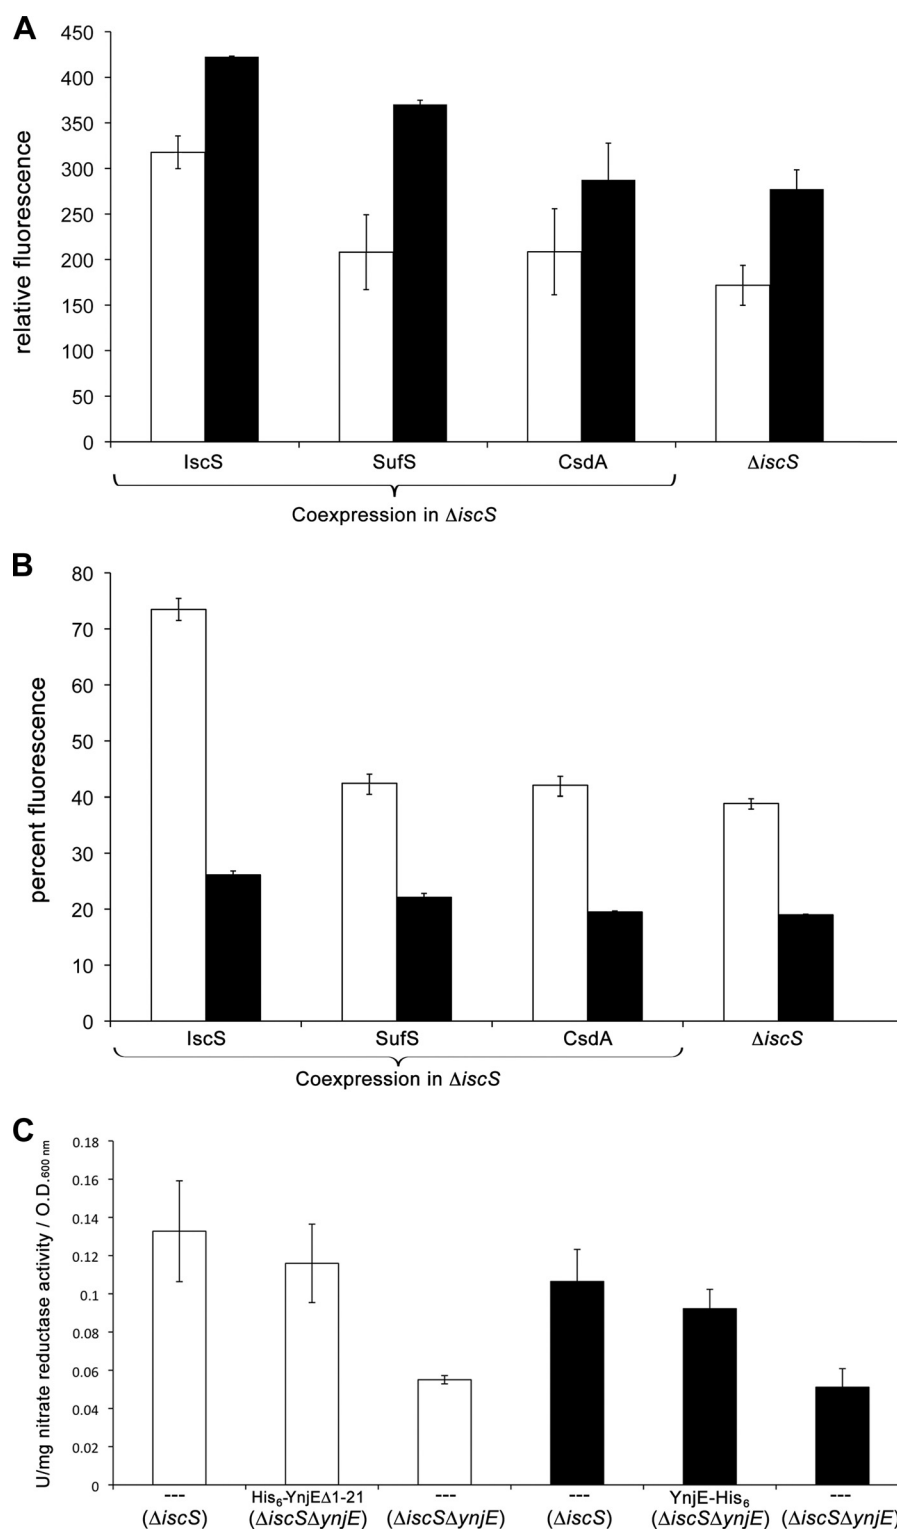 A
relative fluorescence
450
400
350
300
250
200
150
100
50
0
IscS SufS CsdA ΔiscS
Coexpression in ΔiscS
B
percent fluorescence
80
70
60
50
40
30
20
10
0
IscS SufS CsdA ΔiscS
Coexpression in ΔiscS
C
U/mg nitrate reductase activity / O.D.600 nm
0.18
0.16
0.14
0.12
0.1
0.08
0.06
0.04
0.02
0
--- His6-YnjEΔ1-21 --- --- YnjE-His6 ---
(ΔiscS) (ΔiscSΔynjE) (ΔiscSΔynjE) (ΔiscS) (ΔiscSΔynjE) (ΔiscSΔynjE)